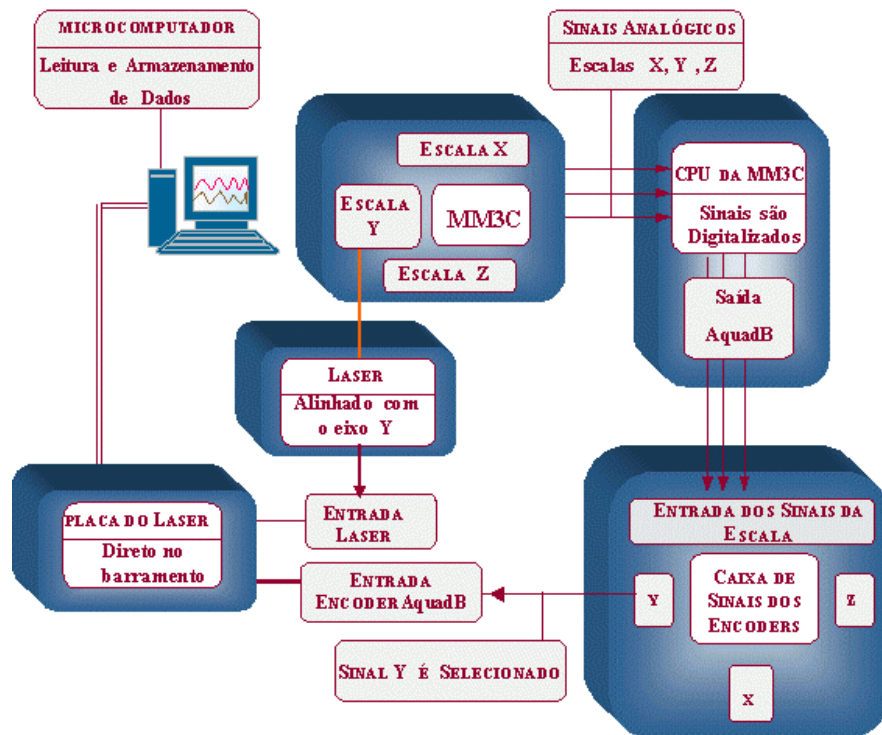 MICROCOMPUTADOR
Leitura e Armazenamento
de Dados
SINAIS ANALÓGICOS
Escalas X, Y , Z
ESCALA X
ESCALA
Y
MM3C
ESCALA Z
CPU DA MM3C
Sinais são
Digitalizados
Saída
AquadB
LASER
Alinhado com
o eixo Y
PLACA DO LASER
Direto no
barramento
ENTRADA
LASER
ENTRADA
ENCODER AquadB
SINAL Y É SELECIONADO
ENTRADA DOS SINAIS DA
ESCALA
Y
CAIXA DE
SINAIS DOS
ENCODERS
Z
X